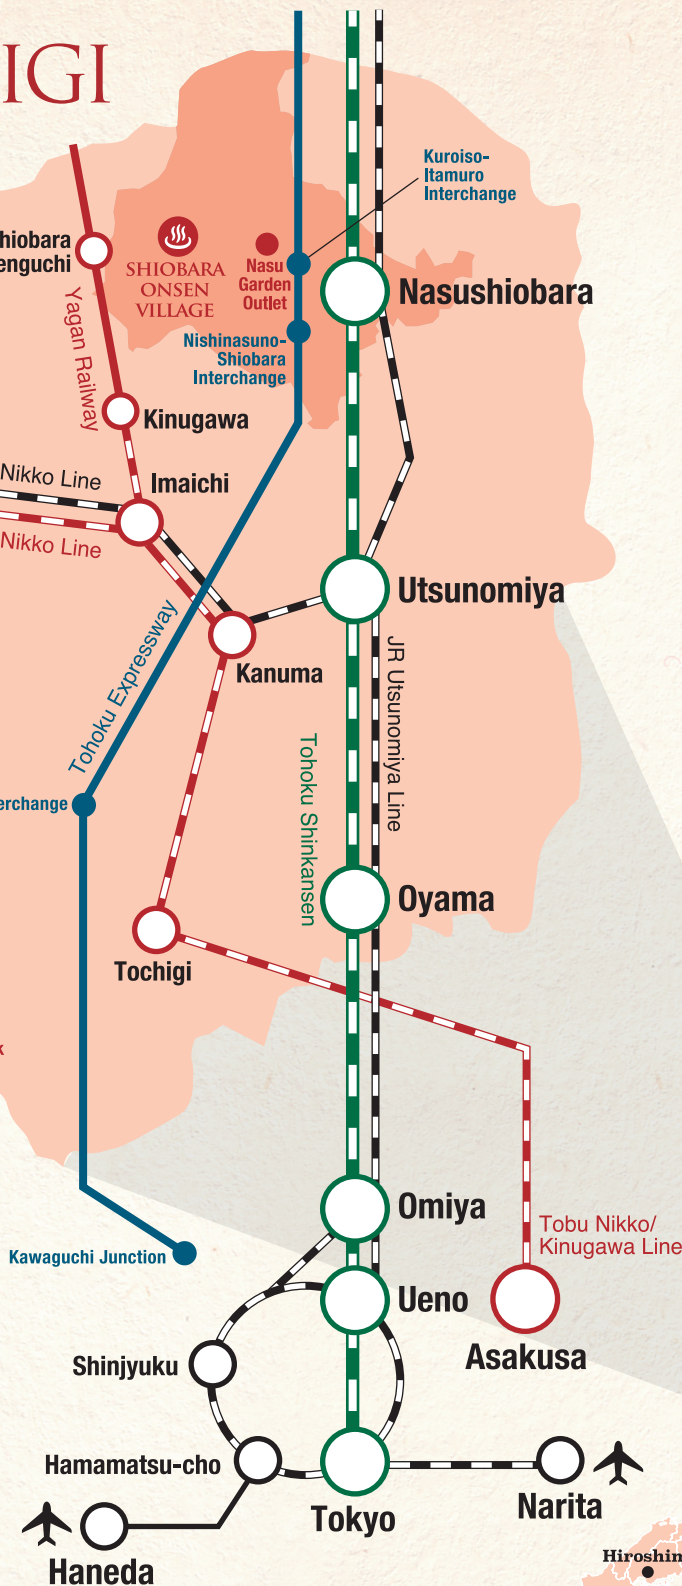 IGI
Kuroiso-
Itamuro
Interchange
hiobara
enguchi
SHIOBARA
ONSEN
VILLAGE
Nasu
Garden
Outlet
Nasushiobara
Yagan Railway
Nishinasuno-
Shiobara
Interchange
Kinugawa
Nikko Line
Imaichi
Nikko Line
Utsunomiya
Tohoku Expressway
Kanuma
JR Utsunomiya Line
Tohoku Shinkansen
erchange
Oyama
Tochigi
k
Omiya
Tobu Nikko/
Kinugawa Line
Kawaguchi Junction
Ueno
Asakusa
Shinjyuku
Hamamatsu-cho
Tokyo
Narita
Haneda
Hiroshim